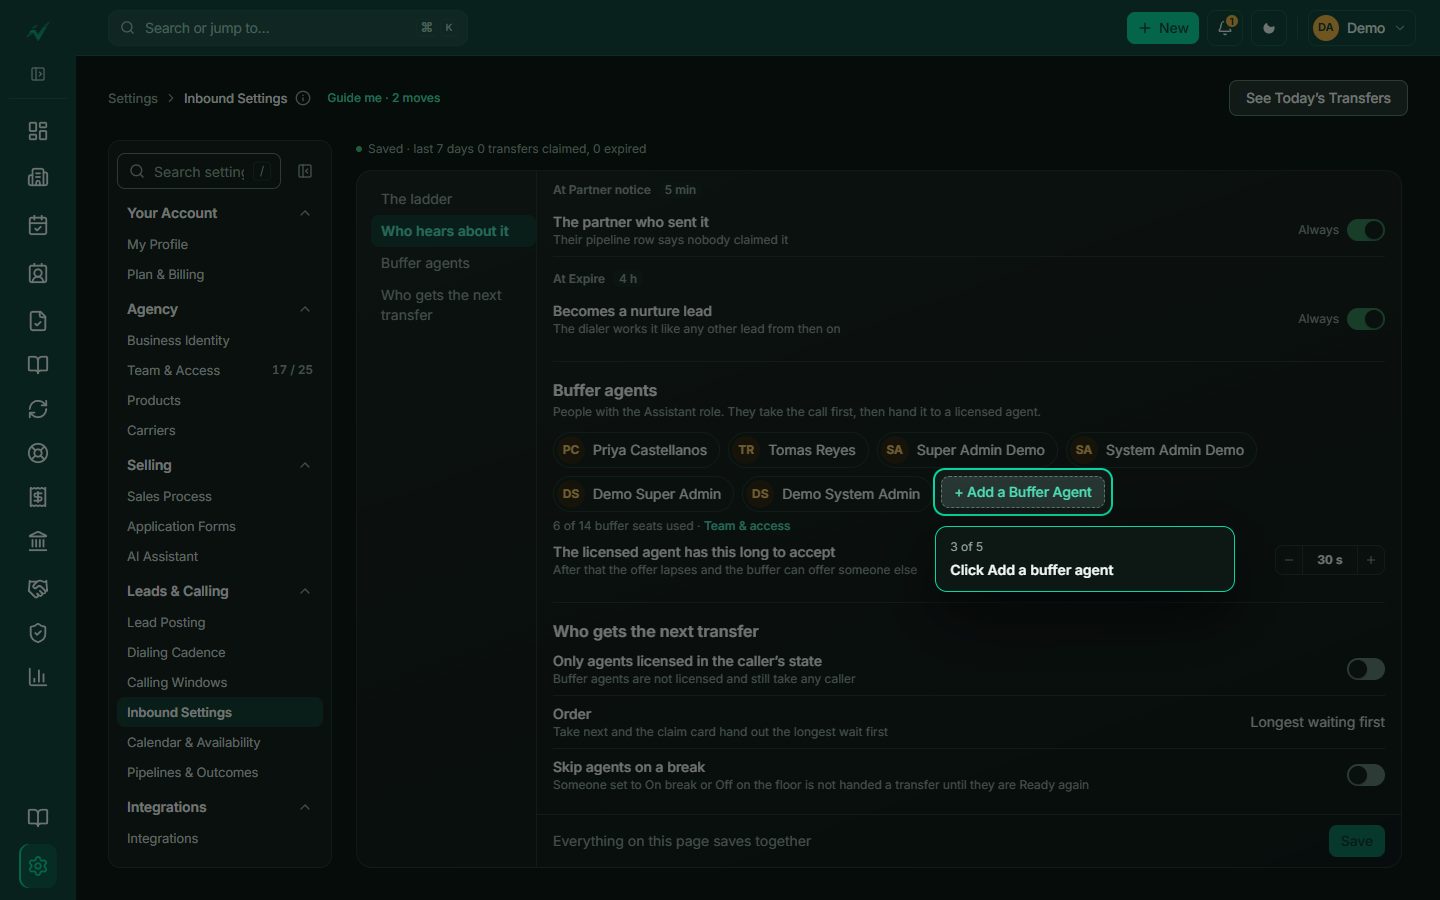 Search or jump to...
⌘ K
+ New
1
DA
Demo
Settings
Inbound Settings
Guide me · 2 moves
See Today's Transfers
Search setting
/
Your Account
My Profile
Plan & Billing
Agency
Business Identity
Team & Access 17 / 25
Products
Carriers
Selling
Sales Process
Application Forms
AI Assistant
Leads & Calling
Lead Posting
Dialing Cadence
Calling Windows
Inbound Settings
Calendar & Availability
Pipelines & Outcomes
Integrations
Integrations
Saved · last 7 days 0 transfers claimed, 0 expired
The ladder
Who hears about it
Buffer agents
Who gets the next
transfer
At Partner notice 5 min
The partner who sent it
Their pipeline row says nobody claimed it
Always
At Expire 4 h
Becomes a nurture lead
The dialer works it like any other lead from then on
Always
Buffer agents
People with the Assistant role. They take the call first, then hand it to a licensed agent.
PC Priya Castellanos TR Tomas Reyes SA Super Admin Demo SA System Admin Demo
DS Demo Super Admin DS Demo System Admin + Add a Buffer Agent
6 of 14 buffer seats used · Team & access
3 of 5
Click Add a buffer agent
The licensed agent has this long to accept
After that the offer lapses and the buffer can offer someone else
− 30 s +
Who gets the next transfer
Only agents licensed in the caller's state
Buffer agents are not licensed and still take any caller
Order
Take next and the claim card hand out the longest wait first
Longest waiting first
Skip agents on a break
Someone set to On break or Off on the floor is not handed a transfer until they are Ready again
Everything on this page saves together
Save